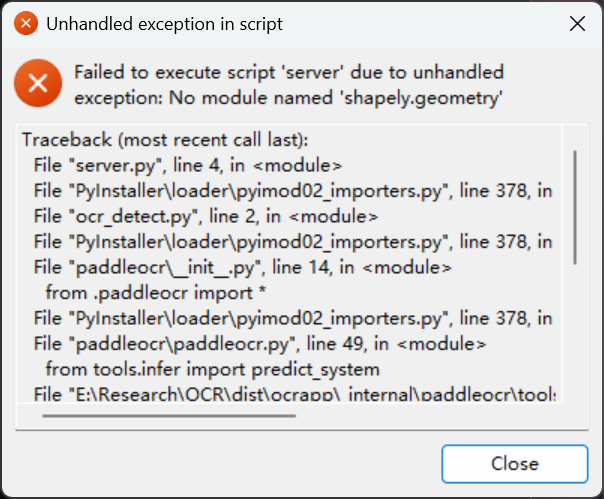 Unhandled exception in script
Failed to execute script 'server' due to unhandled
exception: No module named 'shapely.geometry'
Traceback (most recent call last):
File "server.py", line 4, in <module>
File "PyInstaller\loader\pyimod02_importers.py", line 378, in
File "ocr_detect.py", line 2, in <module>
File "PyInstaller\loader\pyimod02_importers.py", line 378, in
File "paddleocr\__init__.py", line 14, in <module>
from .paddleocr import *
File "PyInstaller\loader\pyimod02_importers.py", line 378, in
File "paddleocr\paddleocr.py", line 49, in <module>
from tools.infer import predict_system
File "E:\Research\OCR\dist\ocrapp\_internal\paddleocr\tools
Close